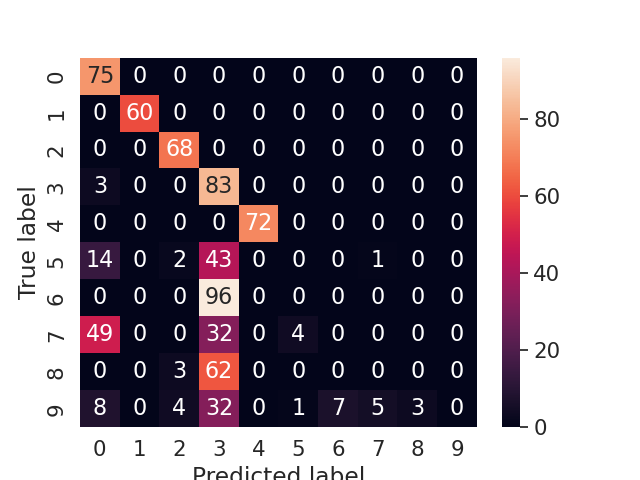 0 75 0 0 0 0 0 0 0 0 0
1 0 60 0 0 0 0 0 0 0 0
2 0 0 68 0 0 0 0 0 0 0
3 3 0 0 83 0 0 0 0 0 0
4 0 0 0 0 72 0 0 0 0 0
5 14 0 2 43 0 0 0 1 0 0
6 0 0 0 96 0 0 0 0 0 0
7 49 0 0 32 0 4 0 0 0 0
8 0 0 3 62 0 0 0 0 0 0
9 8 0 4 32 0 1 7 5 3 0
0 1 2 3 4 5 6 7 8 9
True label
Predicted label
80
60
40
20
0